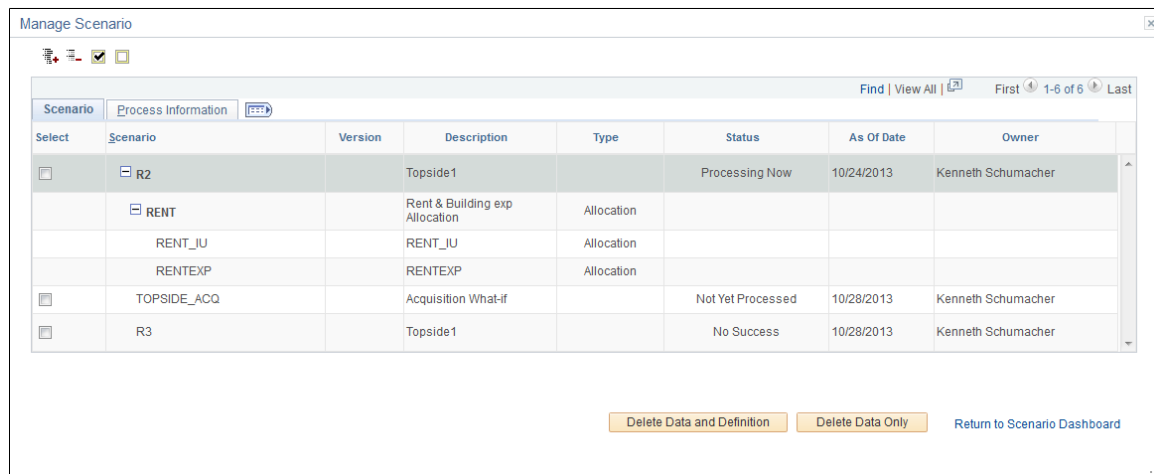 Manage Scenario
Find | View All | First 1-6 of 6 Last
Scenario Process Information
Select Scenario Version Description Type Status As Of Date Owner
R2 Topside1 Processing Now 10/24/2013 Kenneth Schumacher
RENT Rent & Building exp Allocation Allocation
RENT_IU RENT_IU Allocation
RENTEXP RENTEXP Allocation
TOPSIDE_ACQ Acquisition What-if Not Yet Processed 10/28/2013 Kenneth Schumacher
R3 Topside1 No Success 10/28/2013 Kenneth Schumacher
Delete Data and Definition Delete Data Only Return to Scenario Dashboard